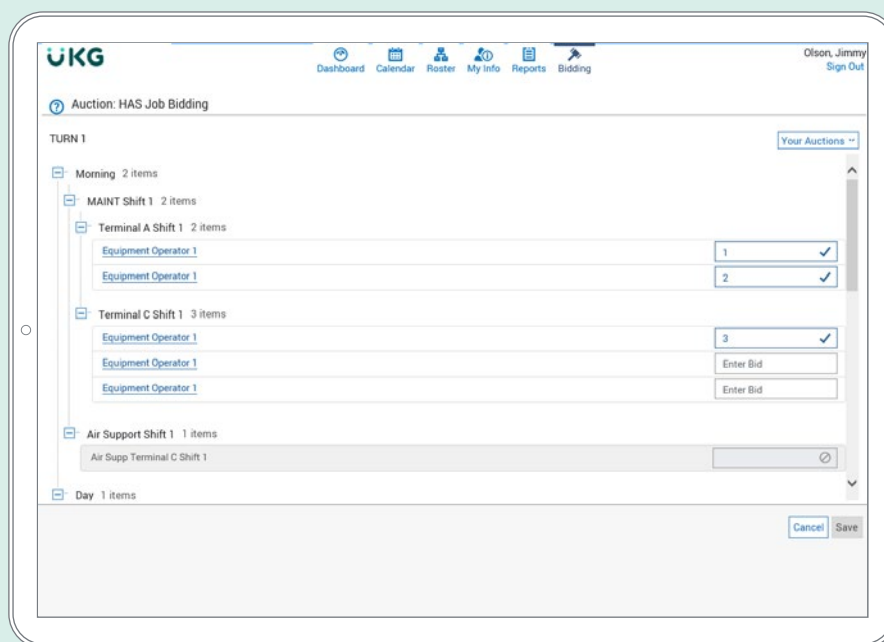 UKG
Dashboard Calendar Roster My Info Reports Bidding
Olson, Jimmy
Sign Out
Auction: HAS Job Bidding
TURN 1
Your Auctions
Morning 2 items
MAINT Shift 1 2 items
Terminal A Shift 1 2 items
Equipment Operator 1 1
Equipment Operator 1 2
Terminal C Shift 1 3 items
Equipment Operator 1 3
Equipment Operator 1 Enter Bid
Equipment Operator 1 Enter Bid
Air Support Shift 1 1 items
Air Supp Terminal C Shift 1
Day 1 items
Cancel Save